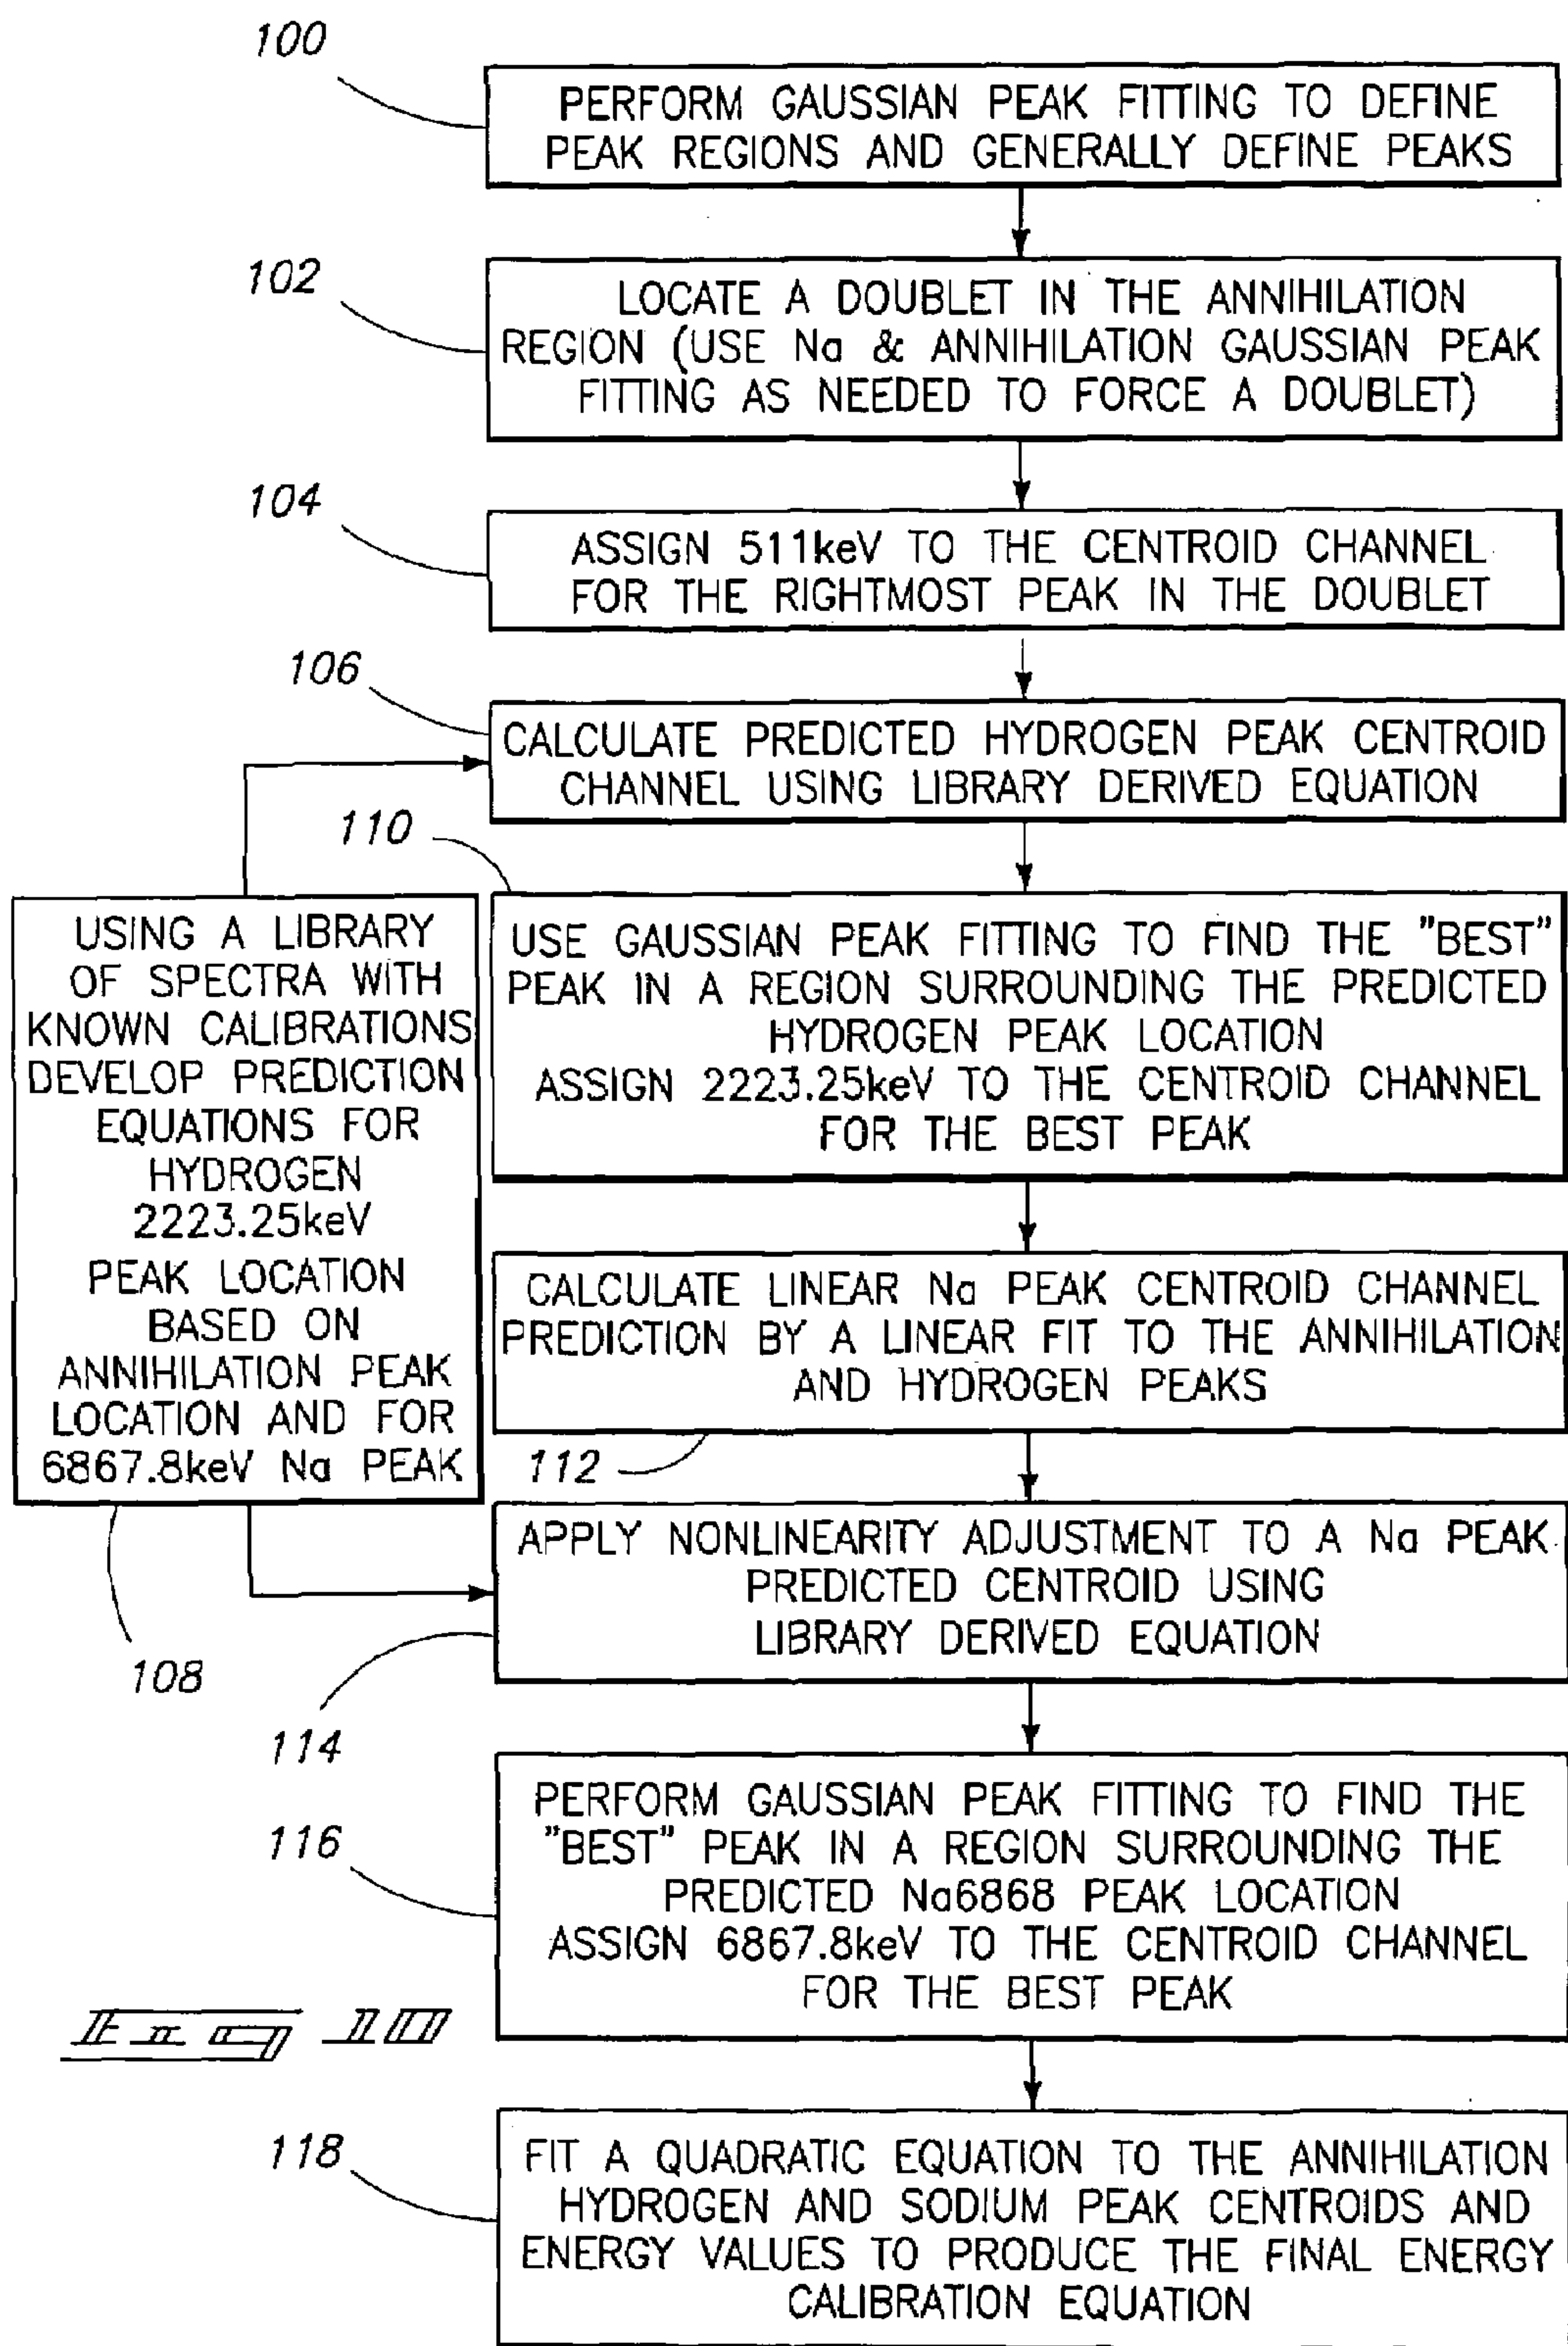 100
PERFORM GAUSSIAN PEAK FITTING TO DEFINE
PEAK REGIONS AND GENERALLY DEFINE PEAKS
102
LOCATE A DOUBLET IN THE ANNIHILATION
REGION (USE Na & ANNIHILATION GAUSSIAN PEAK
FITTING AS NEEDED TO FORCE A DOUBLET)
104
ASSIGN 511keV TO THE CENTROID CHANNEL
FOR THE RIGHTMOST PEAK IN THE DOUBLET
106
CALCULATE PREDICTED HYDROGEN PEAK CENTROID
CHANNEL USING LIBRARY DERIVED EQUATION
110
USE GAUSSIAN PEAK FITTING TO FIND THE "BEST"
PEAK IN A REGION SURROUNDING THE PREDICTED
HYDROGEN PEAK LOCATION
ASSIGN 2223.25keV TO THE CENTROID CHANNEL
FOR THE BEST PEAK
USING A LIBRARY
OF SPECTRA WITH
KNOWN CALIBRATIONS
DEVELOP PREDICTION
EQUATIONS FOR
HYDROGEN
2223.25keV
PEAK LOCATION
BASED ON
ANNIHILATION PEAK
LOCATION AND FOR
6867.8keV Na PEAK
108
CALCULATE LINEAR Na PEAK CENTROID CHANNEL
PREDICTION BY A LINEAR FIT TO THE ANNIHILATION
AND HYDROGEN PEAKS
112
APPLY NONLINEARITY ADJUSTMENT TO A Na PEAK
PREDICTED CENTROID USING
LIBRARY DERIVED EQUATION
114
PERFORM GAUSSIAN PEAK FITTING TO FIND THE
"BEST" PEAK IN A REGION SURROUNDING THE
PREDICTED Na6868 PEAK LOCATION
ASSIGN 6867.8keV TO THE CENTROID CHANNEL
FOR THE BEST PEAK
116
FIT A QUADRATIC EQUATION TO THE ANNIHILATION
HYDROGEN AND SODIUM PEAK CENTROIDS AND
ENERGY VALUES TO PRODUCE THE FINAL ENERGY
CALIBRATION EQUATION
118
Fig 10